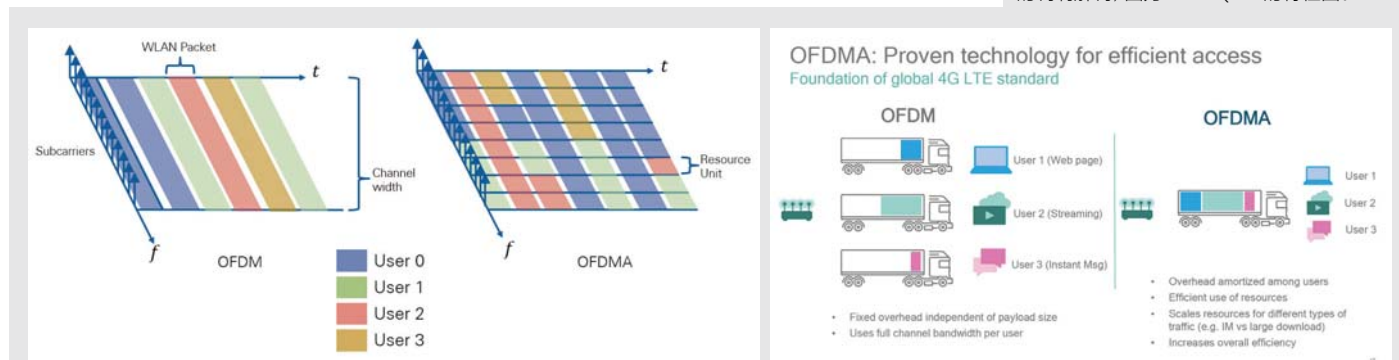 WLAN Packet
t
Subcarriers
Channel
width
f
OFDM
t
Resource
Unit
f
OFDMA
User 0
User 1
User 2
User 3
OFDMA: Proven technology for efficient access
Foundation of global 4G LTE standard
OFDM
User 1 (Web page)
User 2 (Streaming)
User 3 (Instant Msg)
• Fixed overhead independent of payload size
• Uses full channel bandwidth per user
OFDMA
User 1
User 2
User 3
• Overhead amortized among users
• Efficient use of resources
• Scales resources for different types of
traffic (e.g. IM vs large download)
• Increases overall efficiency